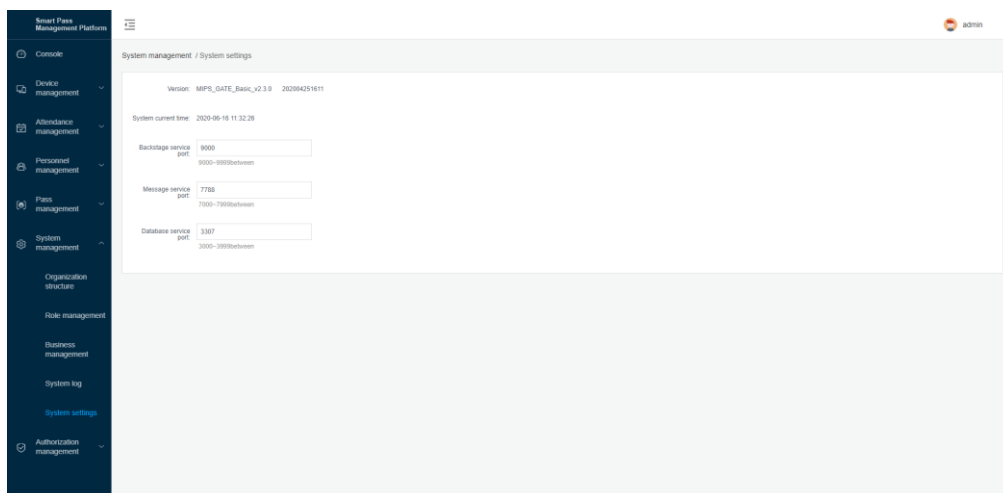 Smart Pass
Management Platform
admin
Console
Device
management
Attendance
management
Personnel
management
Pass
management
System
management
Organization
structure
Role management
Business
management
System log
System settings
Authorization
management
System management / System settings
Version: MIPS_GATE_Basic_v2.3.0 202004251611
System current time: 2020-06-16 11:32:26
Backstage service
port: 9000
9000~9999between
Message service
port: 7788
7000~7999between
Database service
port: 3307
3000~3999between